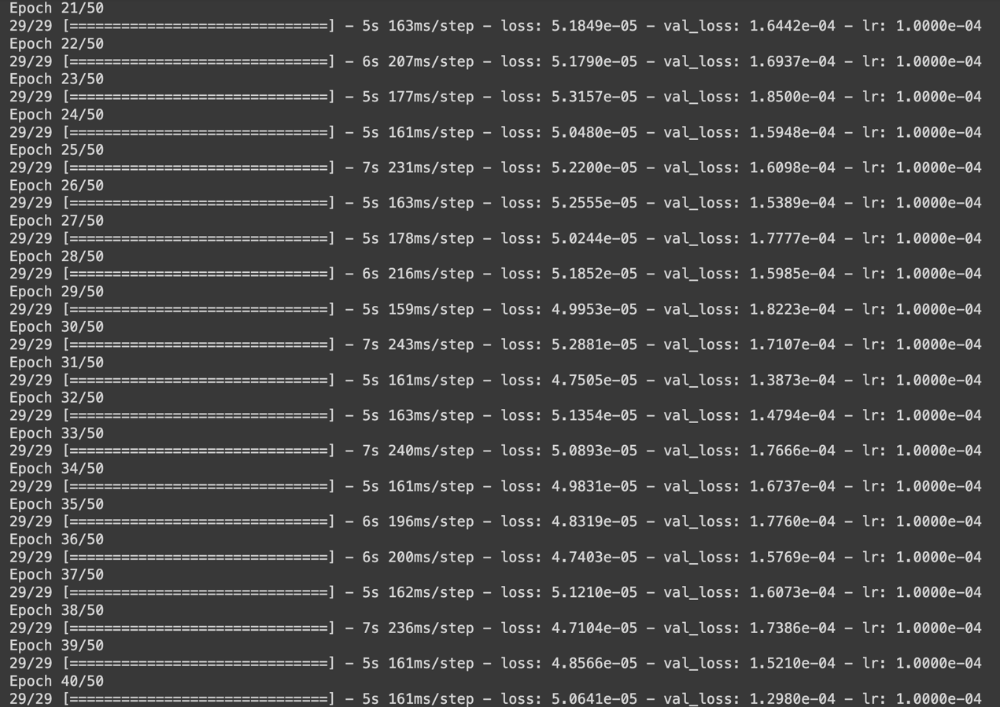 Epoch 21/50
29/29 [==============================] - 5s 163ms/step - loss: 5.1849e-05 - val_loss: 1.6442e-04 - lr: 1.0000e-04
Epoch 22/50
29/29 [==============================] - 6s 207ms/step - loss: 5.1790e-05 - val_loss: 1.6937e-04 - lr: 1.0000e-04
Epoch 23/50
29/29 [==============================] - 5s 177ms/step - loss: 5.3157e-05 - val_loss: 1.8500e-04 - lr: 1.0000e-04
Epoch 24/50
29/29 [==============================] - 5s 161ms/step - loss: 5.0480e-05 - val_loss: 1.5948e-04 - lr: 1.0000e-04
Epoch 25/50
29/29 [==============================] - 7s 231ms/step - loss: 5.2200e-05 - val_loss: 1.6098e-04 - lr: 1.0000e-04
Epoch 26/50
29/29 [==============================] - 5s 163ms/step - loss: 5.2555e-05 - val_loss: 1.5389e-04 - lr: 1.0000e-04
Epoch 27/50
29/29 [==============================] - 5s 178ms/step - loss: 5.0244e-05 - val_loss: 1.7777e-04 - lr: 1.0000e-04
Epoch 28/50
29/29 [==============================] - 6s 216ms/step - loss: 5.1852e-05 - val_loss: 1.5985e-04 - lr: 1.0000e-04
Epoch 29/50
29/29 [==============================] - 5s 159ms/step - loss: 4.9953e-05 - val_loss: 1.8223e-04 - lr: 1.0000e-04
Epoch 30/50
29/29 [==============================] - 7s 243ms/step - loss: 5.2881e-05 - val_loss: 1.7107e-04 - lr: 1.0000e-04
Epoch 31/50
29/29 [==============================] - 5s 161ms/step - loss: 4.7505e-05 - val_loss: 1.3873e-04 - lr: 1.0000e-04
Epoch 32/50
29/29 [==============================] - 5s 163ms/step - loss: 5.1354e-05 - val_loss: 1.4794e-04 - lr: 1.0000e-04
Epoch 33/50
29/29 [==============================] - 7s 240ms/step - loss: 5.0893e-05 - val_loss: 1.7666e-04 - lr: 1.0000e-04
Epoch 34/50
29/29 [==============================] - 5s 161ms/step - loss: 4.9831e-05 - val_loss: 1.6737e-04 - lr: 1.0000e-04
Epoch 35/50
29/29 [==============================] - 6s 196ms/step - loss: 4.8319e-05 - val_loss: 1.7760e-04 - lr: 1.0000e-04
Epoch 36/50
29/29 [==============================] - 6s 200ms/step - loss: 4.7403e-05 - val_loss: 1.5769e-04 - lr: 1.0000e-04
Epoch 37/50
29/29 [==============================] - 5s 162ms/step - loss: 5.1210e-05 - val_loss: 1.6073e-04 - lr: 1.0000e-04
Epoch 38/50
29/29 [==============================] - 7s 236ms/step - loss: 4.7104e-05 - val_loss: 1.7386e-04 - lr: 1.0000e-04
Epoch 39/50
29/29 [==============================] - 5s 161ms/step - loss: 4.8566e-05 - val_loss: 1.5210e-04 - lr: 1.0000e-04
Epoch 40/50
29/29 [==============================] - 5s 161ms/step - loss: 5.0641e-05 - val_loss: 1.2980e-04 - lr: 1.0000e-04